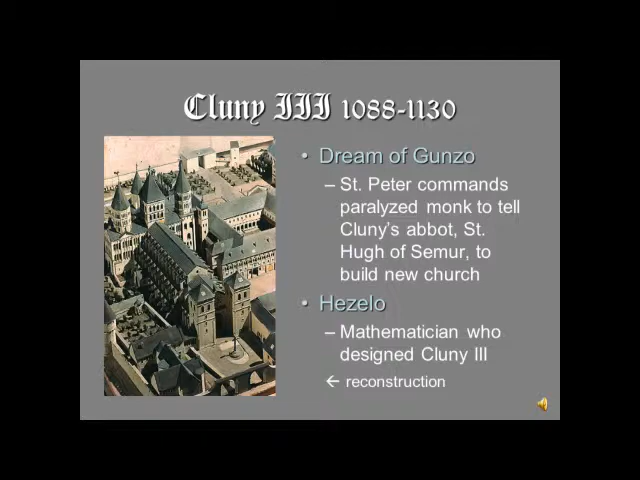 Cluny III 1088-1130
• Dream of Gunzo
– St. Peter commands
paralyzed monk to tell
Cluny's abbot, St.
Hugh of Semur, to
build new church
• Hezelo
– Mathematician who
designed Cluny III
← reconstruction